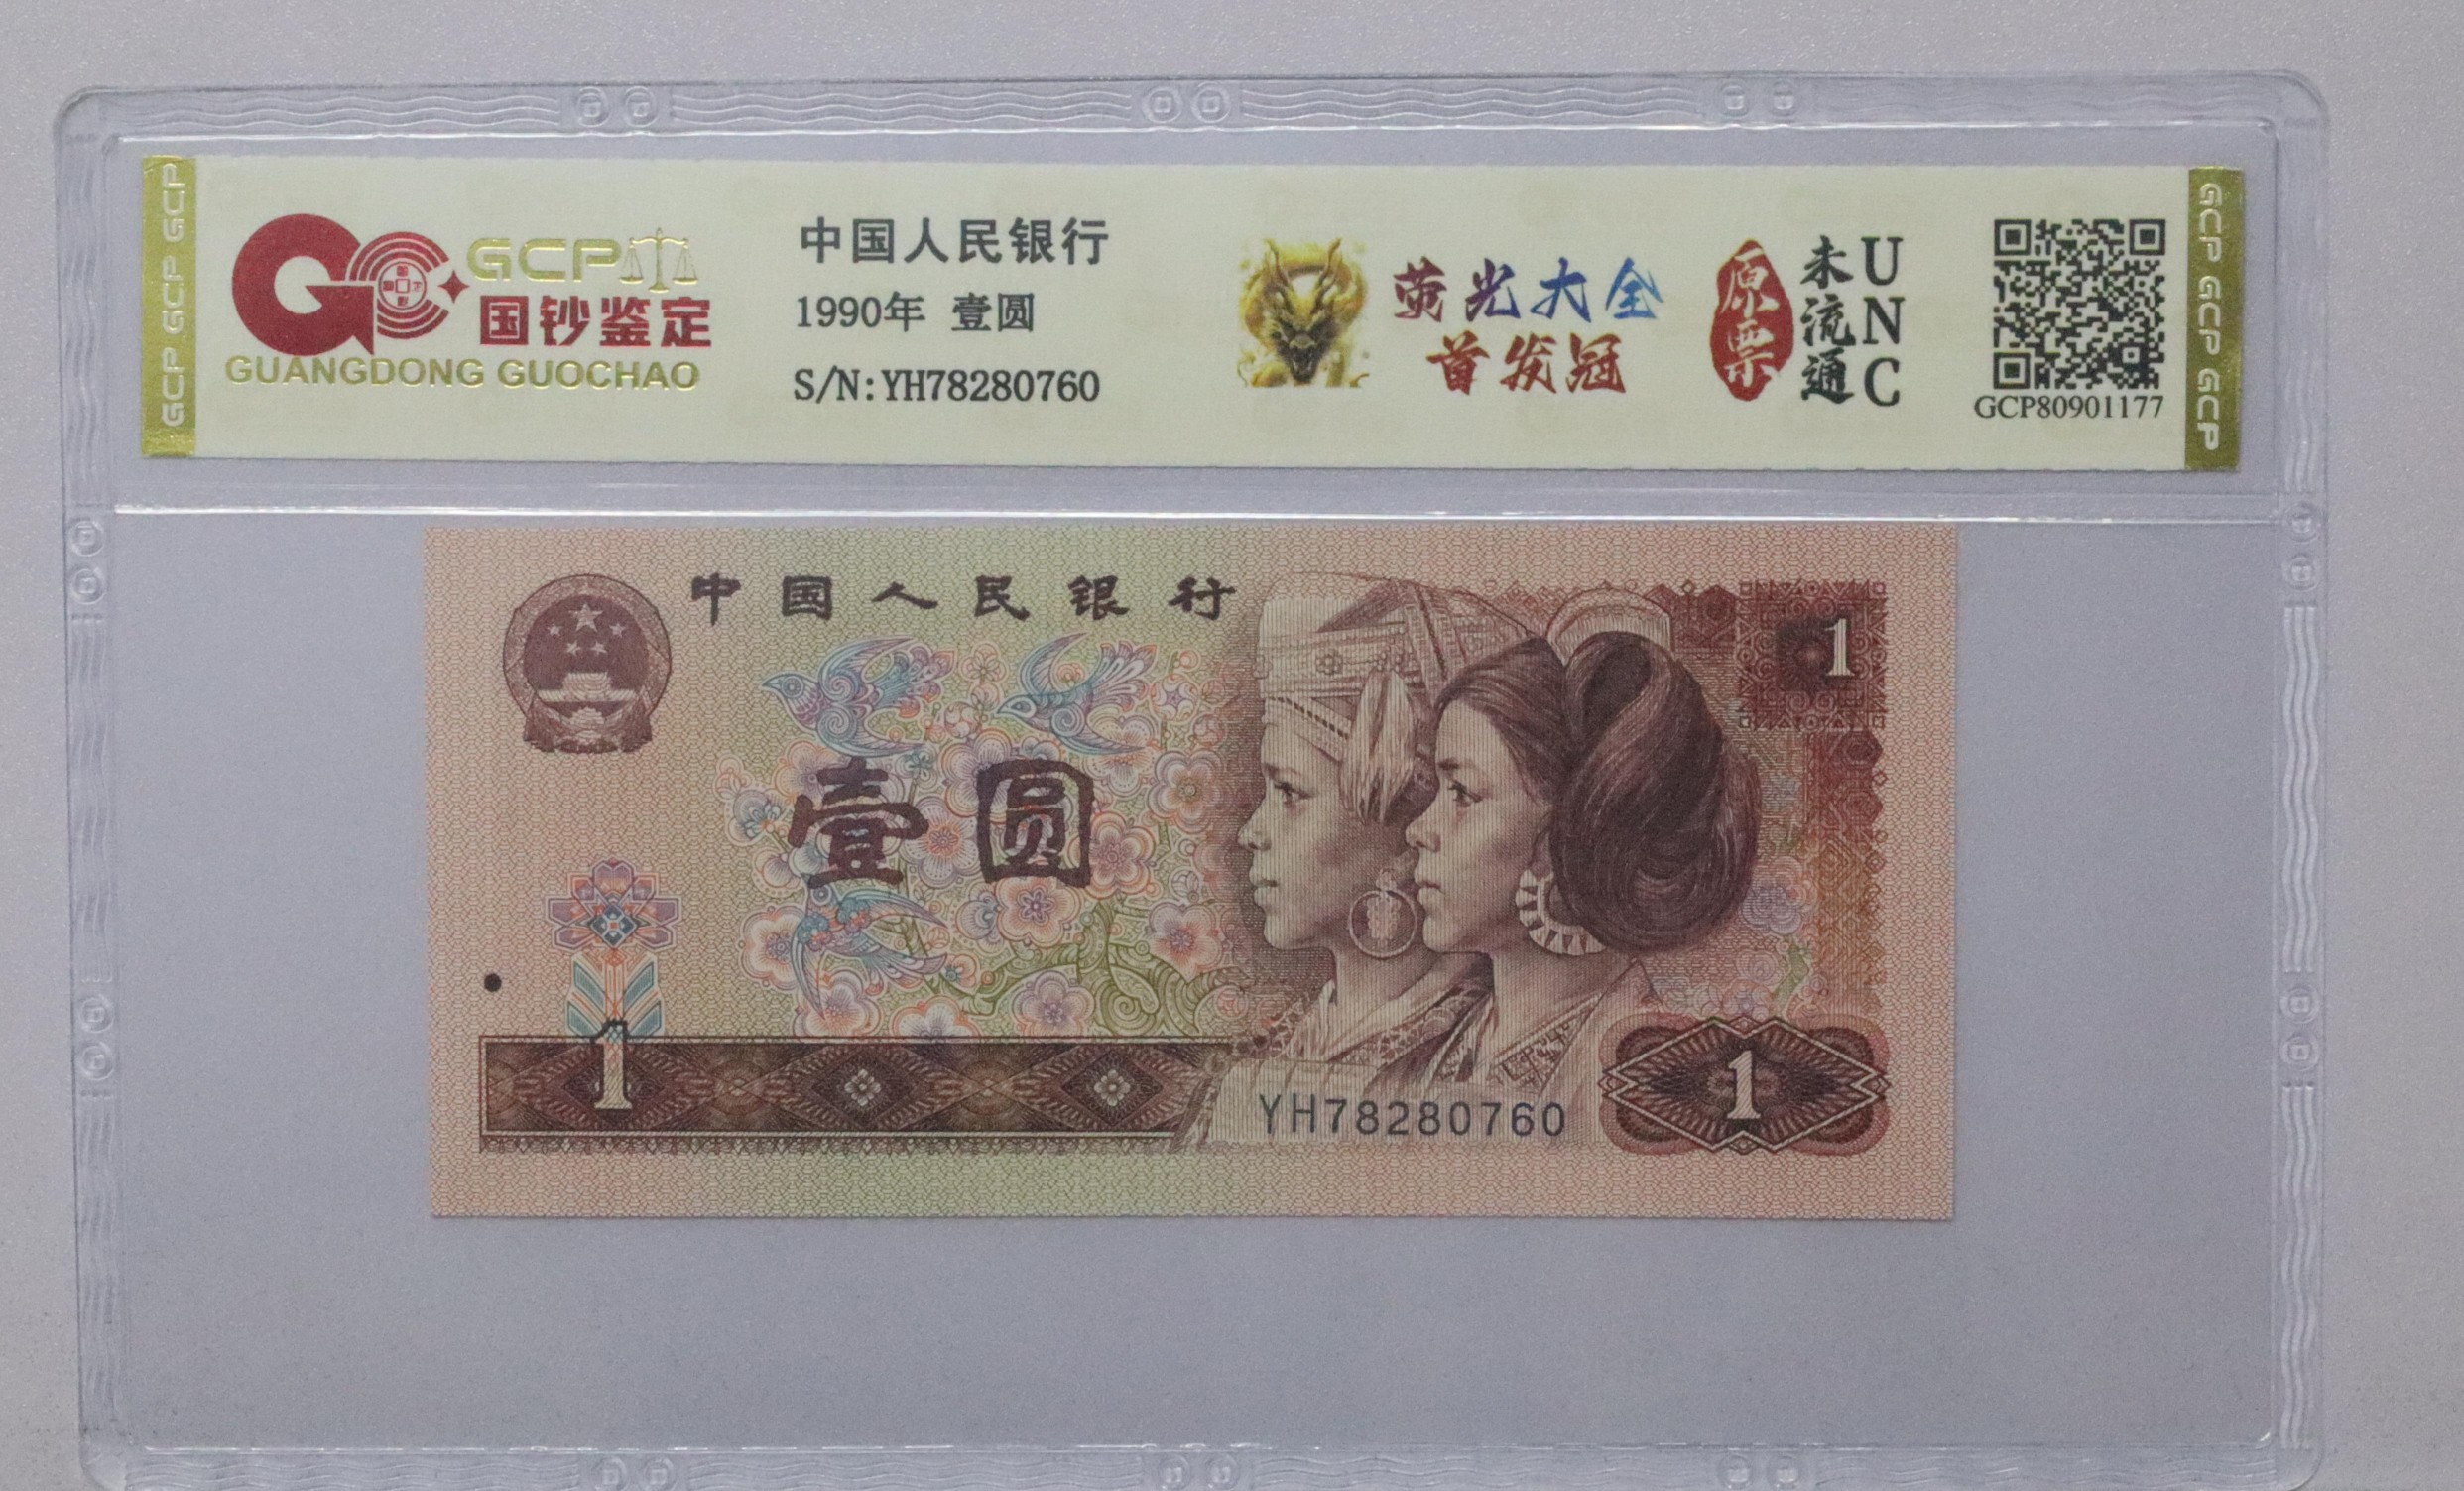 GCP GCP GCP
GCP
国钞鉴定
GUANGDONG GUOCHAO
中国人民银行
1990年 壹圆
S/N:YH78280760
荧光大全
首发冠
原票
未流通
UNC
GCP80901177
GCP GCP GCP
中国人民银行
1
壹圆
1
YH78280760
1